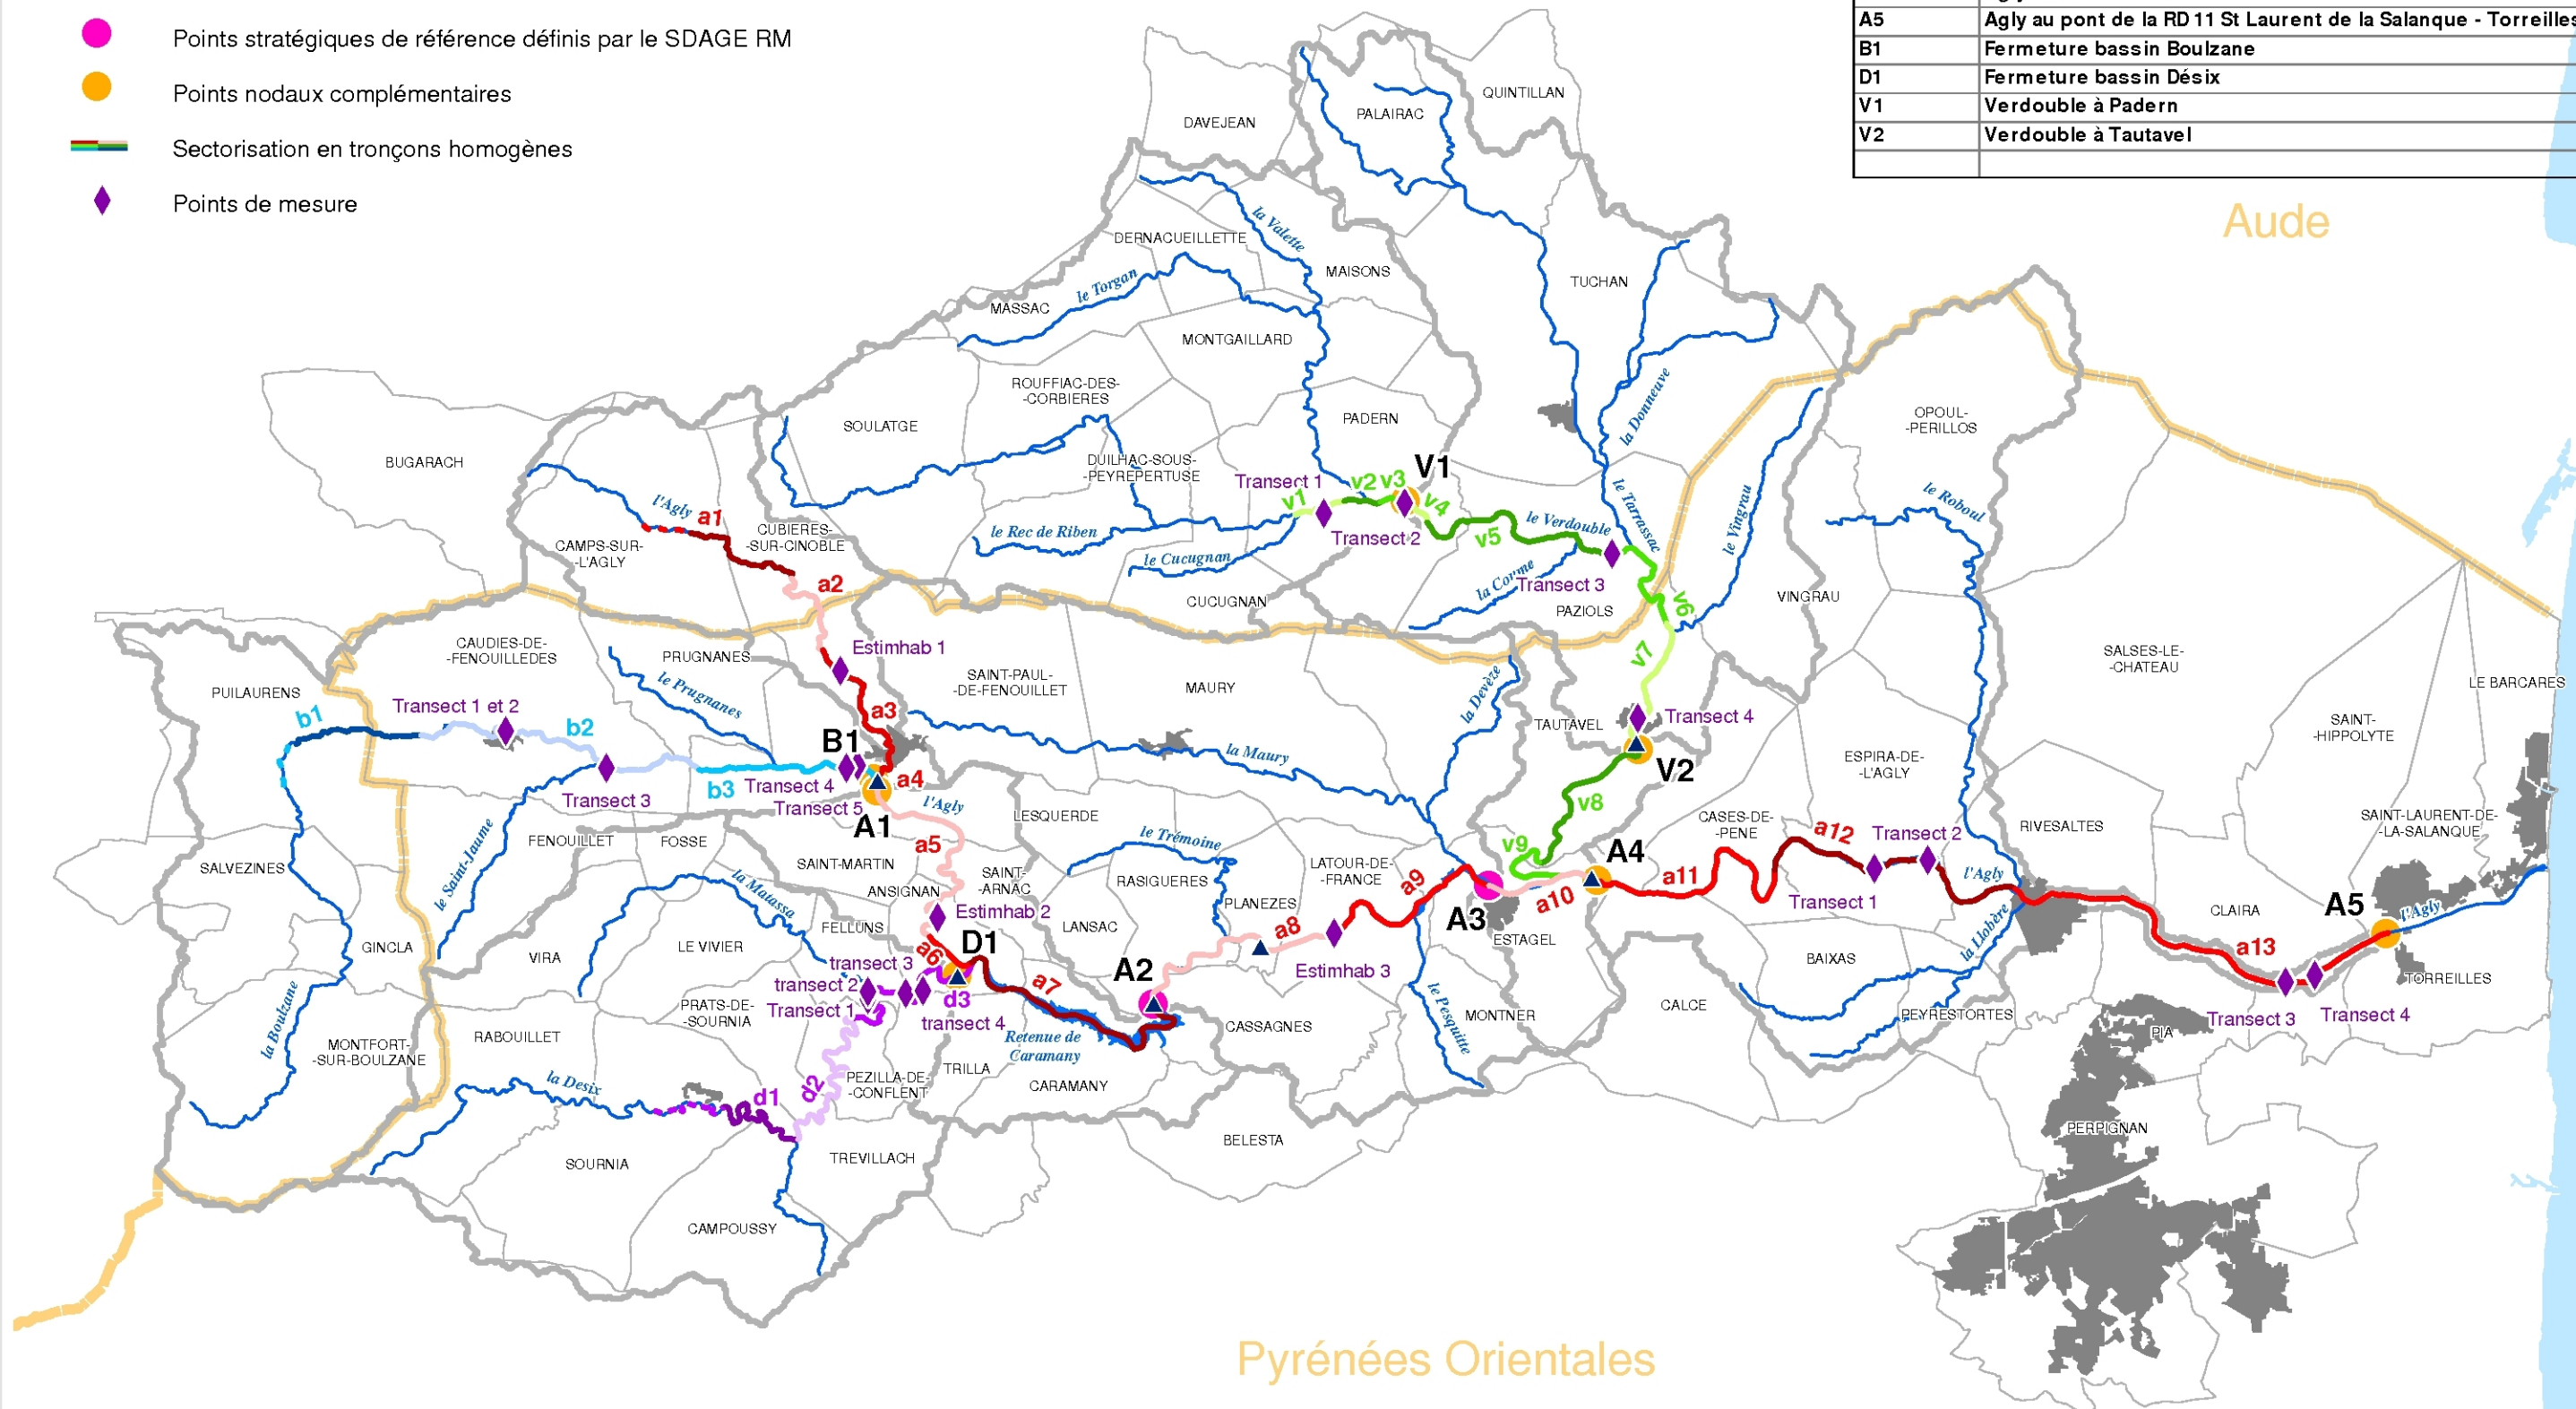 Points stratégiques de référence définis par le SDAGE RM
Points nodaux complémentaires
Sectorisation en tronçons homogènes
Points de mesure
A5 Agly au pont de la RD 11 St Laurent de la Salanque - Torreilles
B1 Fermeture bassin Boulzane
D1 Fermeture bassin Désix
V1 Verdouble à Padern
V2 Verdouble à Tautavel
Aude
QUINTILLAN
PALAIRAC
DAVEJEAN
la Valette
DERNACUEILLETTE
MAISONS
TUCHAN
le Torgan
MASSAC
MONTGAILLARD
ROUFFIAC-DES-
-CORBIERES
la Donneuve
SOULATGE
PADERN
OPOUL-
-PERILLOS
BUGARACH
DUILHAC-SOUS-
-PEYREPERTUSE
V1
Transect 1
v1
v2
v3
v4
l'Agly
a1
le Tarrassac
le Vingrau
le Roboul
CUBIERES-
-SUR-CINOBLE
le Rec de Riben
Transect 2
v5
le Verdouble
CAMPS-SUR-
-L'AGLY
le Cucugnan
a2
la Corme
Transect 3
CUCUGNAN
PAZIOLS
v6
VINGRAU
CAUDIES-DE-
-FENOUILLEDES
PRUGNANES
Estimhab 1
v7
SALSES-LE-
-CHATEAU
PUILAURENS
le Prugnanes
SAINT-PAUL-
-DE-FENOUILLET
MAURY
la Devèze
LE BARCARES
b1
Transect 1 et 2
b2
a3
TAUTAVEL
Transect 4
SAINT-
-HIPPOLYTE
B1
la Maury
V2
ESPIRA-DE-
-L'AGLY
b3
Transect 4
Transect 5
a4
Transect 3
l'Agly
v8
A1
LESQUERDE
CASES-DE-
-PENE
a12
Transect 2
RIVESALTES
SAINT-LAURENT-DE-
-LA-SALANQUE
FENOUILLET
FOSSE
a5
le Trémoine
v9
A4
SALVEZINES
le Saint-Jaume
SAINT-MARTIN
SAINT-
-ARNAC
RASIGUERES
LATOUR-DE-
-FRANCE
a9
a11
l'Agly
la Matassa
ANSIGNAN
Estimhab 2
PLANEZES
a10
Transect 1
A3
A5
l'Agly
CLAIRA
FELLUNS
LANSAC
a8
ESTAGEL
la Llobère
GINCLA
VIRA
LE VIVIER
D1
a6
a13
transect 3
A2
Estimhab 3
BAIXAS
TORREILLES
transect 2
a7
Transect 1
d3
transect 4
la Boulzane
PRATS-DE-
-SOURNIA
le Pesquitte
MONTNER
CALCE
PEYRESTORTES
Transect 3
Transect 4
RABOUILLET
Retenue de
Caramany
CASSAGNES
PIA
MONTFORT-
-SUR-BOULZANE
TRILLA
la Desix
d1
d2
PEZILLA-DE-
-CONFLENT
CARAMANY
PERPIGNAN
BELESTA
SOURNIA
TREVILLACH
CAMPOUSSY
Pyrénées Orientales